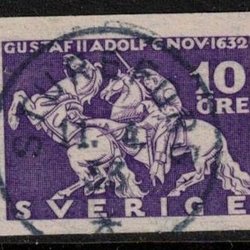 GUSTAF II ADOLF 6 NOV·1632
10
ÖRE
SVERIGE